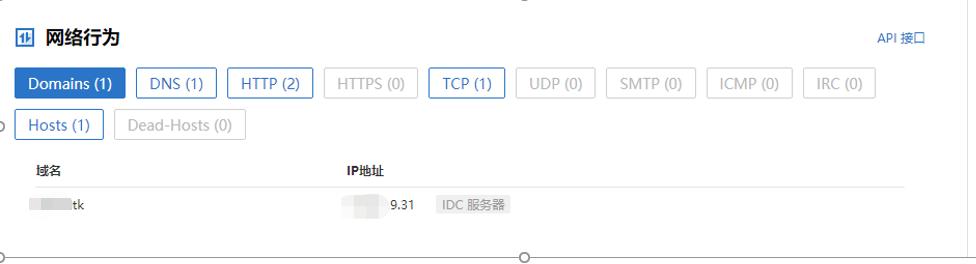 网络行为
API 接口
Domains (1) DNS (1) HTTP (2) HTTPS (0) TCP (1) UDP (0) SMTP (0) ICMP (0) IRC (0)
Hosts (1) Dead-Hosts (0)
域名 IP地址
tk 9.31 IDC 服务器